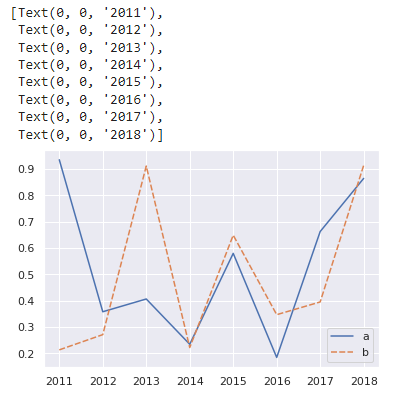 [Text(0, 0, '2011'),
Text(0, 0, '2012'),
Text(0, 0, '2013'),
Text(0, 0, '2014'),
Text(0, 0, '2015'),
Text(0, 0, '2016'),
Text(0, 0, '2017'),
Text(0, 0, '2018')]
0.9
0.8
0.7
0.6
0.5
0.4
0.3
0.2
a
b
2011 2012 2013 2014 2015 2016 2017 2018